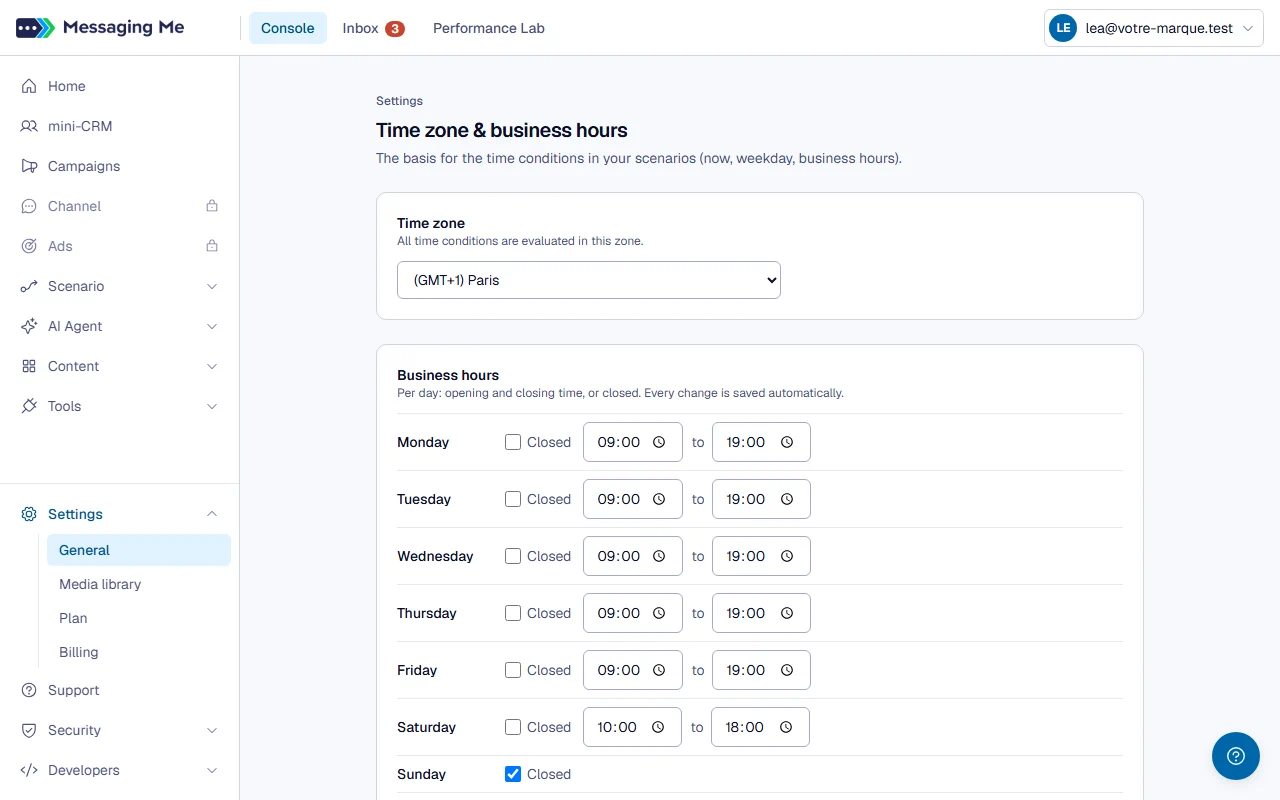 Messaging Me
Console
Inbox 3
Performance Lab
LE lea@votre-marque.test
Home
mini-CRM
Campaigns
Channel
Ads
Scenario
AI Agent
Content
Tools
Settings
General
Media library
Plan
Billing
Support
Security
Developers
Settings
Time zone & business hours
The basis for the time conditions in your scenarios (now, weekday, business hours).
Time zone
All time conditions are evaluated in this zone.
(GMT+1) Paris
Business hours
Per day: opening and closing time, or closed. Every change is saved automatically.
Monday Closed 09:00 to 19:00
Tuesday Closed 09:00 to 19:00
Wednesday Closed 09:00 to 19:00
Thursday Closed 09:00 to 19:00
Friday Closed 09:00 to 19:00
Saturday Closed 10:00 to 18:00
Sunday Closed